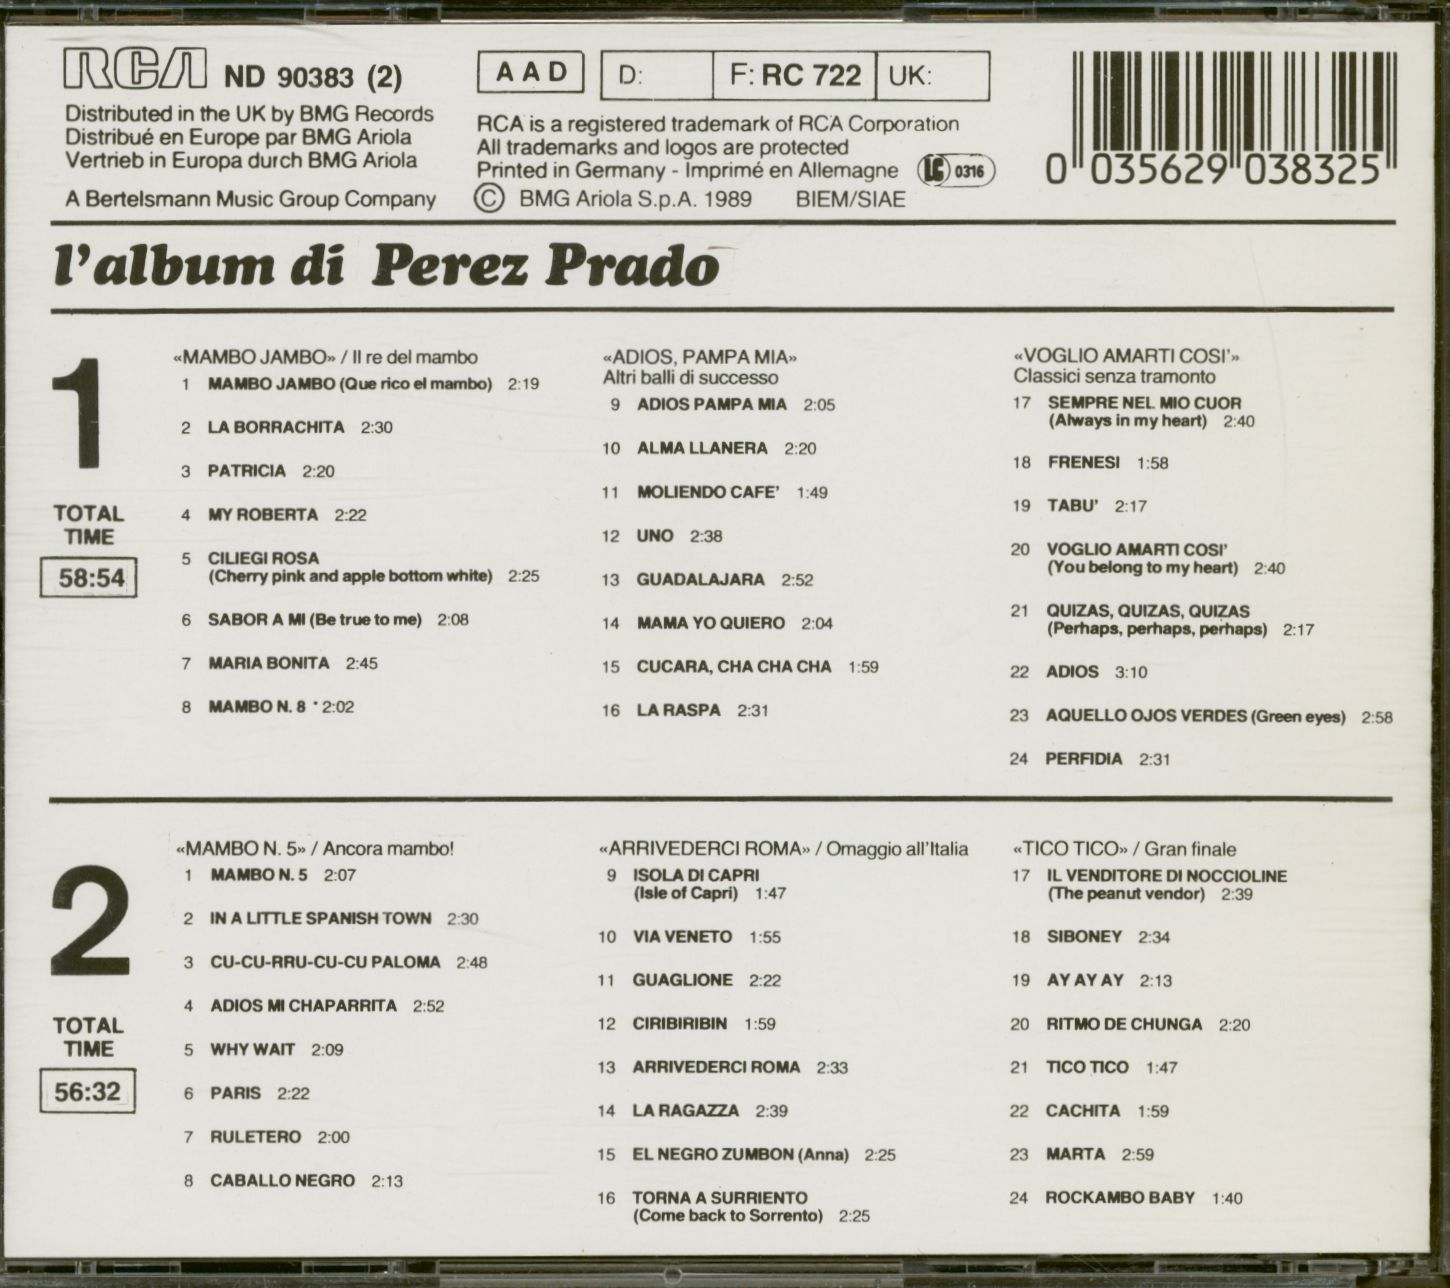 RCA ND 90383 (2)
Distributed in the UK by BMG Records
Distribué en Europe par BMG Ariola
Vertrieb in Europa durch BMG Ariola
A Bertelsmann Music Group Company
A A D
D:
F: RC 722
UK:
RCA is a registered trademark of RCA Corporation
All trademarks and logos are protected
Printed in Germany - Imprimé en Allemagne
LC 0316
© BMG Ariola S.p.A. 1989 BIEM/SIAE
0 035629 038325
l'album di Perez Prado
1
TOTAL
TIME
58:54
«MAMBO JAMBO» / Il re del mambo
1 MAMBO JAMBO (Que rico el mambo) 2:19
2 LA BORRACHITA 2:30
3 PATRICIA 2:20
4 MY ROBERTA 2:22
5 CILIEGI ROSA
(Cherry pink and apple bottom white) 2:25
6 SABOR A MI (Be true to me) 2:08
7 MARIA BONITA 2:45
8 MAMBO N. 8 2:02
«ADIOS, PAMPA MIA»
Altri balli di successo
9 ADIOS PAMPA MIA 2:05
10 ALMA LLANERA 2:20
11 MOLIENDO CAFE' 1:49
12 UNO 2:38
13 GUADALAJARA 2:52
14 MAMA YO QUIERO 2:04
15 CUCARA, CHA CHA CHA 1:59
16 LA RASPA 2:31
«VOGLIO AMARTI COSI'»
Classici senza tramonto
17 SEMPRE NEL MIO CUOR
(Always in my heart) 2:40
18 FRENESI 1:58
19 TABU' 2:17
20 VOGLIO AMARTI COSI'
(You belong to my heart) 2:40
21 QUIZAS, QUIZAS, QUIZAS
(Perhaps, perhaps, perhaps) 2:17
22 ADIOS 3:10
23 AQUELLO OJOS VERDES (Green eyes) 2:58
24 PERFIDIA 2:31
2
TOTAL
TIME
56:32
«MAMBO N. 5» / Ancora mambo!
1 MAMBO N. 5 2:07
2 IN A LITTLE SPANISH TOWN 2:30
3 CU-CU-RRU-CU-CU PALOMA 2:48
4 ADIOS MI CHAPARRITA 2:52
5 WHY WAIT 2:09
6 PARIS 2:22
7 RULETERO 2:00
8 CABALLO NEGRO 2:13
«ARRIVEDERCI ROMA» / Omaggio all'Italia
9 ISOLA DI CAPRI
(Isle of Capri) 1:47
10 VIA VENETO 1:55
11 GUAGLIONE 2:22
12 CIRIBIRIBIN 1:59
13 ARRIVEDERCI ROMA 2:33
14 LA RAGAZZA 2:39
15 EL NEGRO ZUMBON (Anna) 2:25
16 TORNA A SURRIENTO
(Come back to Sorrento) 2:25
«TICO TICO» / Gran finale
17 IL VENDITORE DI NOCCIOLINE
(The peanut vendor) 2:39
18 SIBONEY 2:34
19 AY AY AY 2:13
20 RITMO DE CHUNGA 2:20
21 TICO TICO 1:47
22 CACHITA 1:59
23 MARTA 2:59
24 ROCKAMBO BABY 1:40